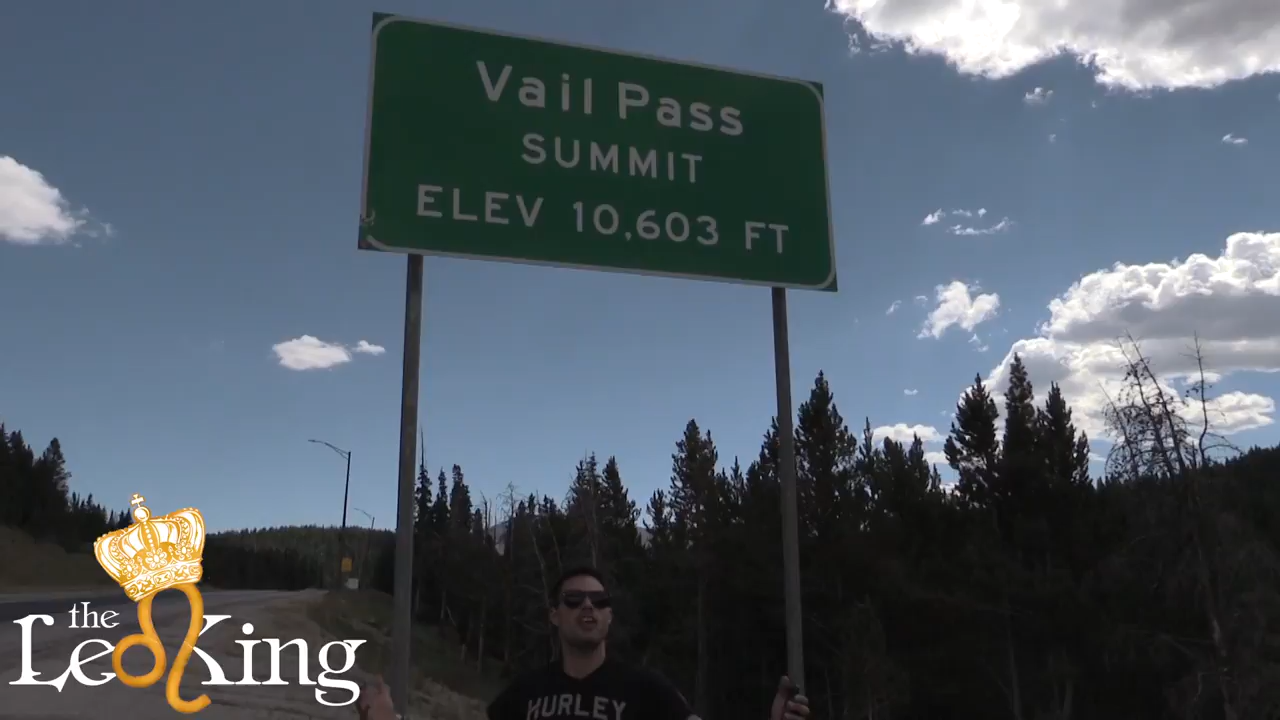 Vail Pass
SUMMIT
ELEV 10,603 FT
HURLEY
the
LeoKing